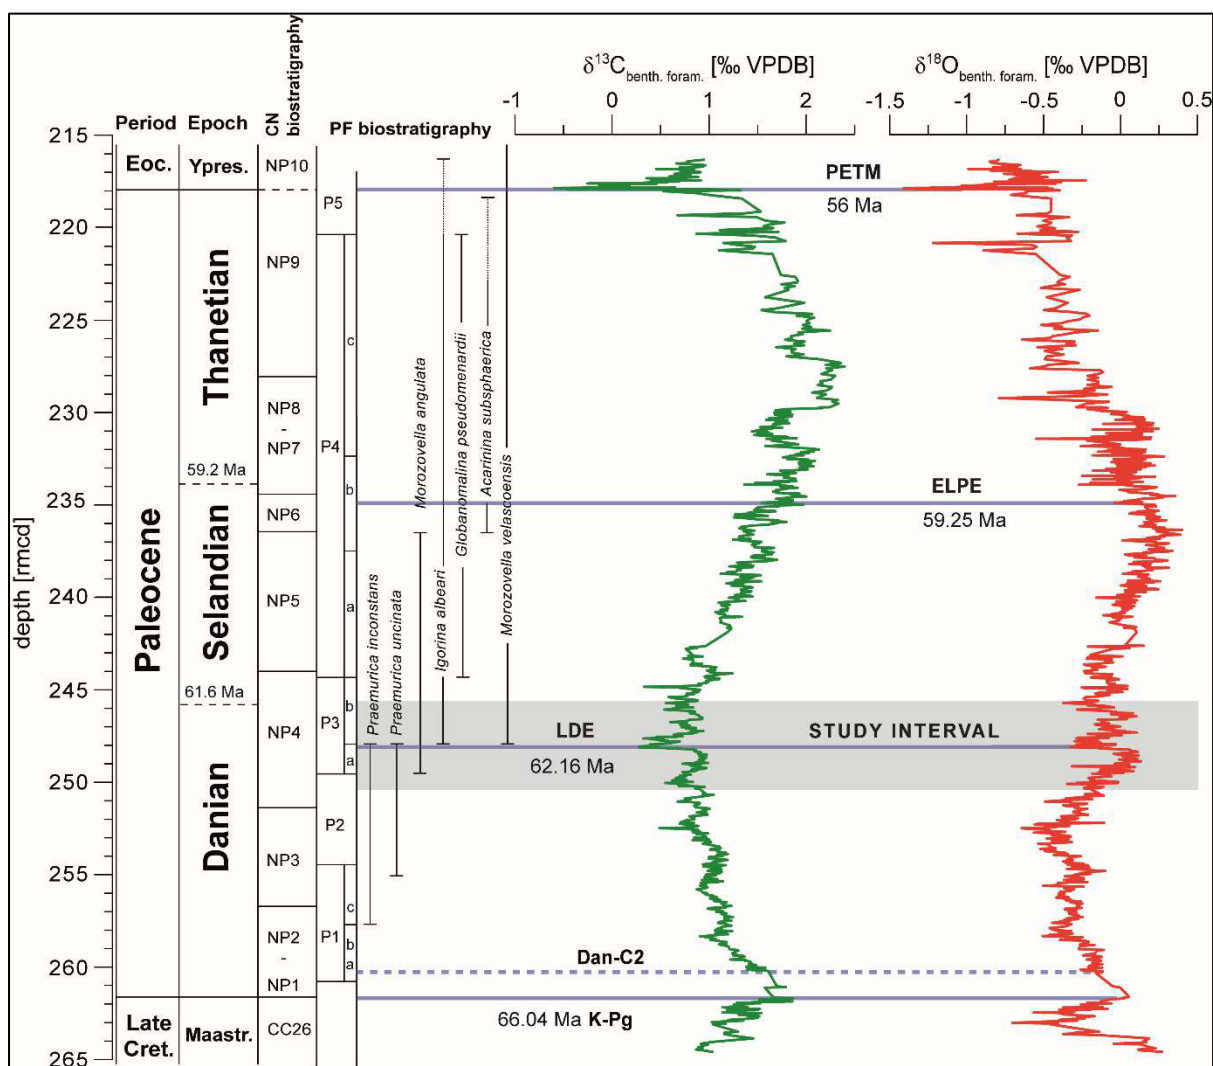 δ13Cbenth. foram. [‰ VPDB]
δ18Obenth. foram. [‰ VPDB]
-1 0 1 2
-1.5 -1 -0.5 0 0.5
Period Epoch CN biostratigraphy PF biostratigraphy
depth [rmcd]
215
220
225
230
235
240
245
250
255
260
265
Eoc.
Paleocene
Late
Cret.
Ypres.
Thanetian
59.2 Ma
Selandian
61.6 Ma
Danian
Maastr.
NP10
NP9
NP8
-
NP7
NP6
NP5
NP4
NP3
NP2
-
NP1
CC26
P5
P4
c
b
a
P3
b
a
P2
P1
c
b
a
Praemurica inconstans
Praemurica uncinata
Morozovella angulata
Igorina albeari
Globanomalina pseudomenardii
Acarinina subsphaerica
Morozovella velascoensis
PETM
56 Ma
ELPE
59.25 Ma
LDE
STUDY INTERVAL
62.16 Ma
Dan-C2
66.04 Ma K-Pg